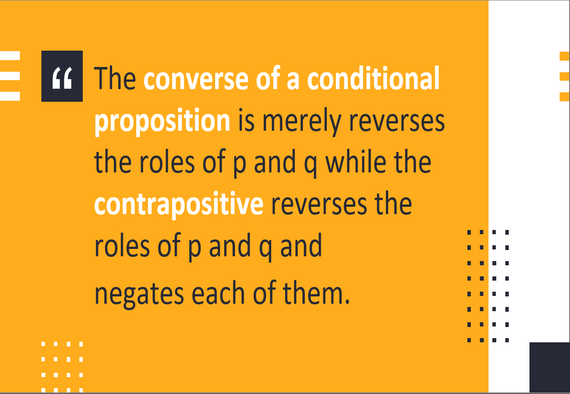 “
The converse of a conditional
proposition is merely reverses
the roles of p and q while the
contrapositive reverses the
roles of p and q and
negates each of them.